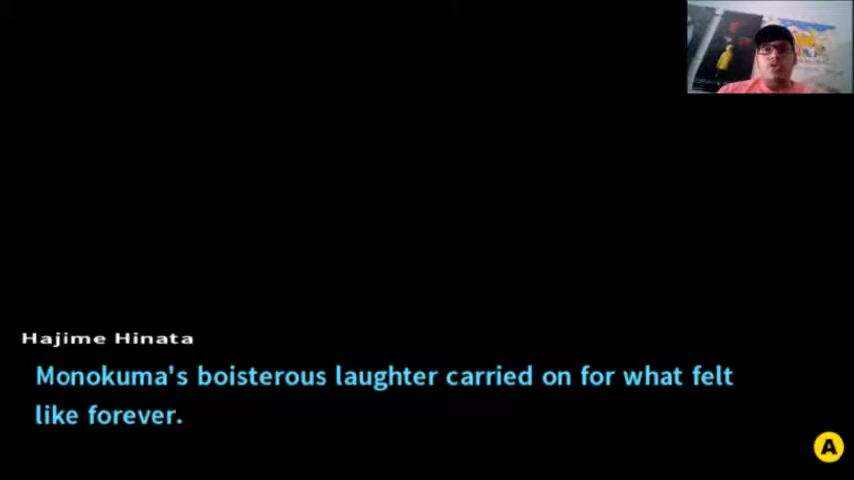 Hajime Hinata
Monokuma's boisterous laughter carried on for what felt
like forever.
A